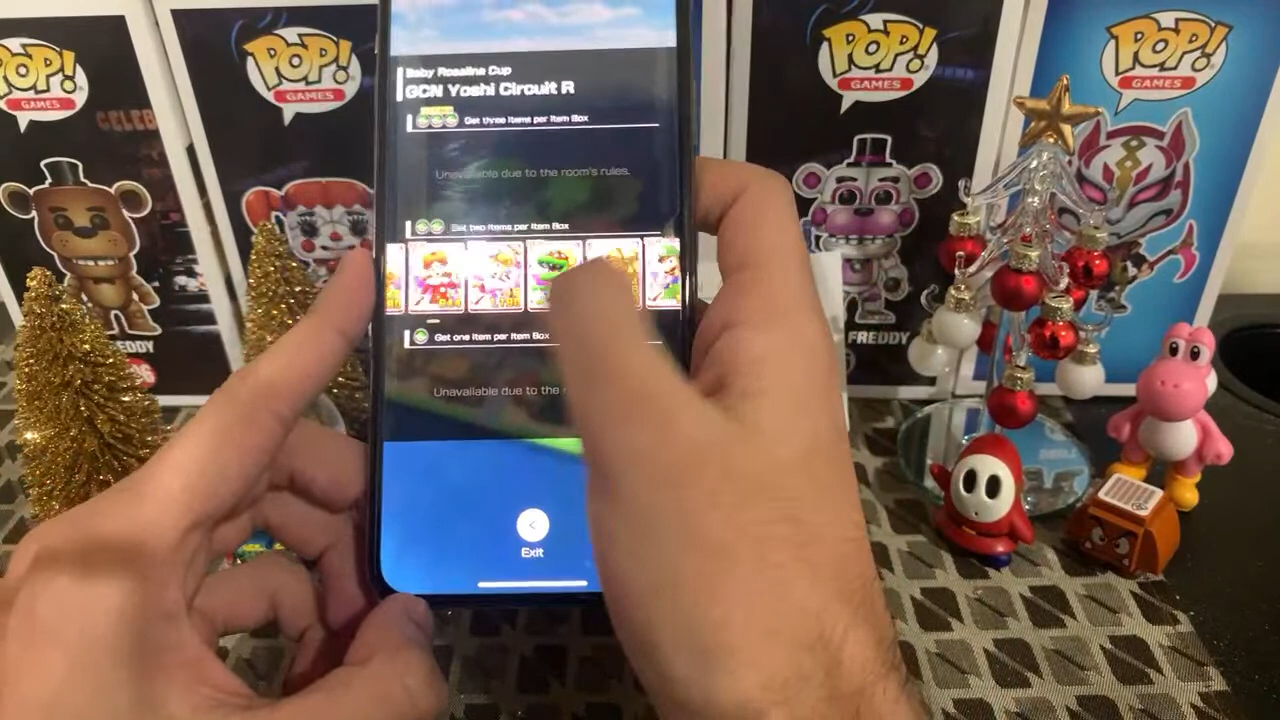 POP!
GAMES
CELEB
EDDY
POP!
GAMES
Baby Rosalina Cup
GCN Yoshi Circuit R
Get three items per Item Box
Unavailable due to the room's rules.
Get two items per Item Box
Get one item per Item Box
Unavailable due to the
Exit
POP!
GAMES
FREDDY
POP!
GAMES